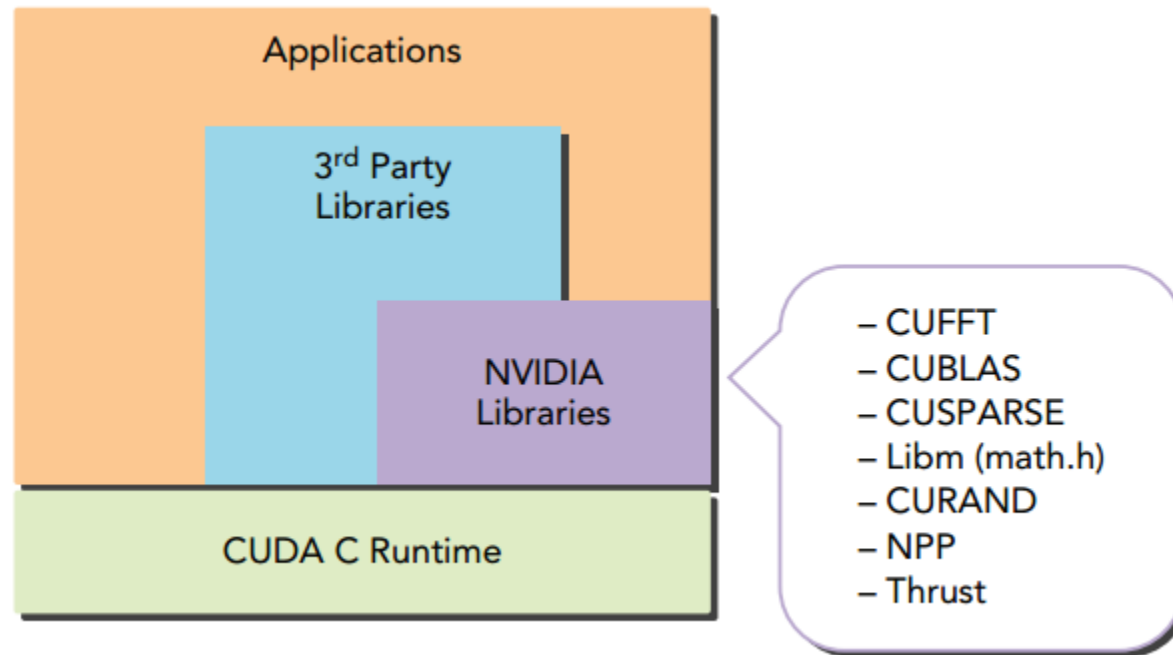 Applications
3rd Party
Libraries
NVIDIA
Libraries
CUDA C Runtime
– CUFFT
– CUBLAS
– CUSPARSE
– Libm (math.h)
– CURAND
– NPP
– Thrust